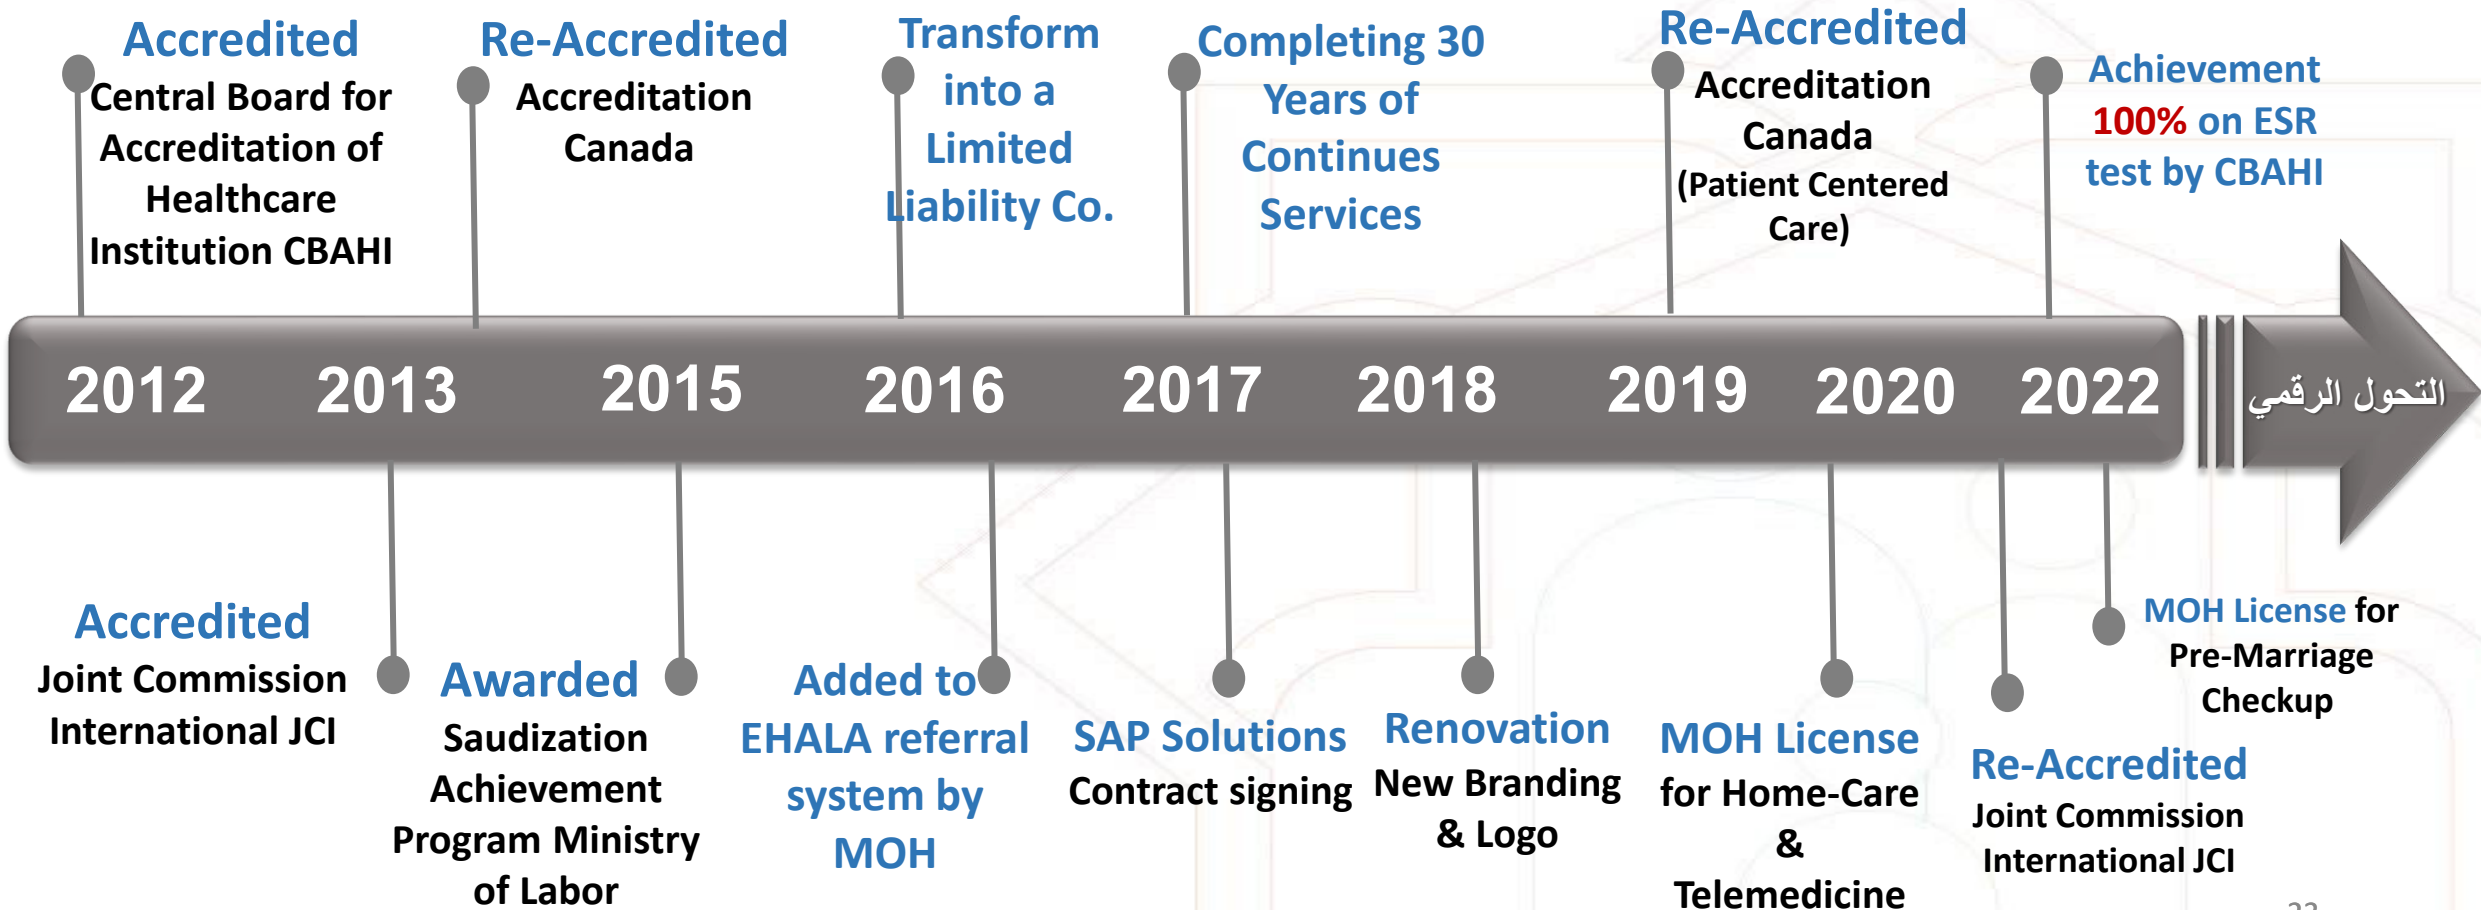 Accredited
Central Board for
Accreditation of
Healthcare
Institution CBAHI
Re-Accredited
Accreditation
Canada
Transform
into a
Limited
Liability Co.
Completing 30
Years of
Continues
Services
Re-Accredited
Accreditation
Canada
(Patient Centered
Care)
Achievement
100% on ESR
test by CBAHI
2012 2013 2015 2016 2017 2018 2019 2020 2022 التحول الرقمي
Accredited
Joint Commission
International JCI
Awarded
Saudization
Achievement
Program Ministry
of Labor
Added to
EHALA referral
system by
MOH
SAP Solutions
Contract signing
Renovation
New Branding
& Logo
MOH License
for Home-Care
&
Telemedicine
Re-Accredited
Joint Commission
International JCI
MOH License for
Pre-Marriage
Checkup